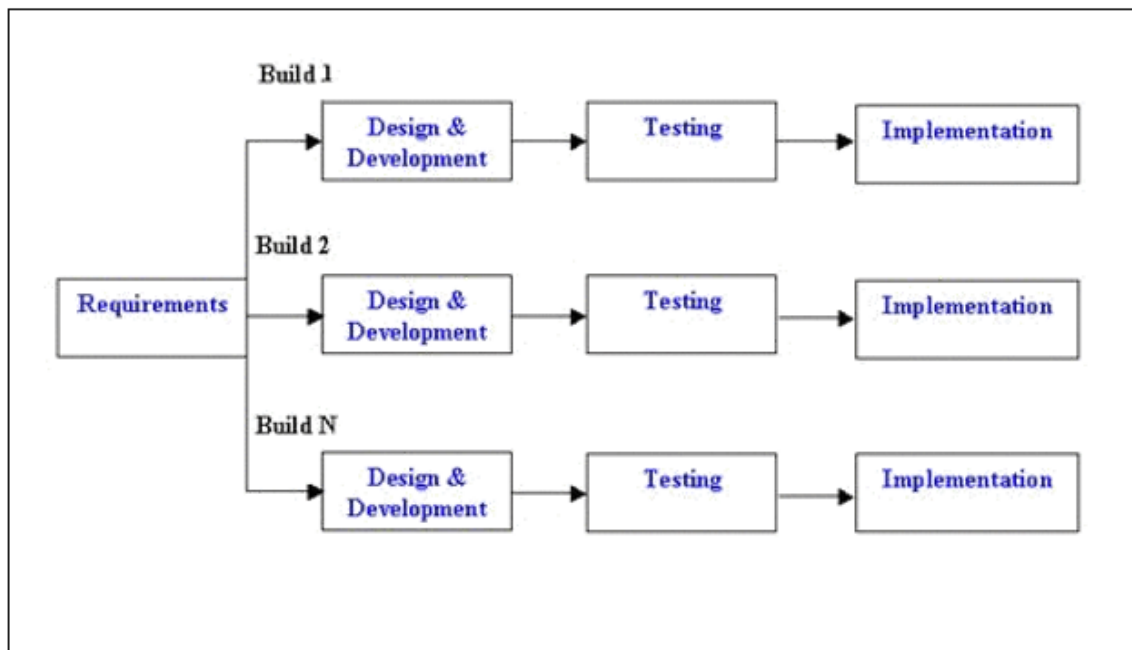 Build 1
Design &
Development
Testing
Implementation
Build 2
Requirements
Design &
Development
Testing
Implementation
Build N
Design &
Development
Testing
Implementation